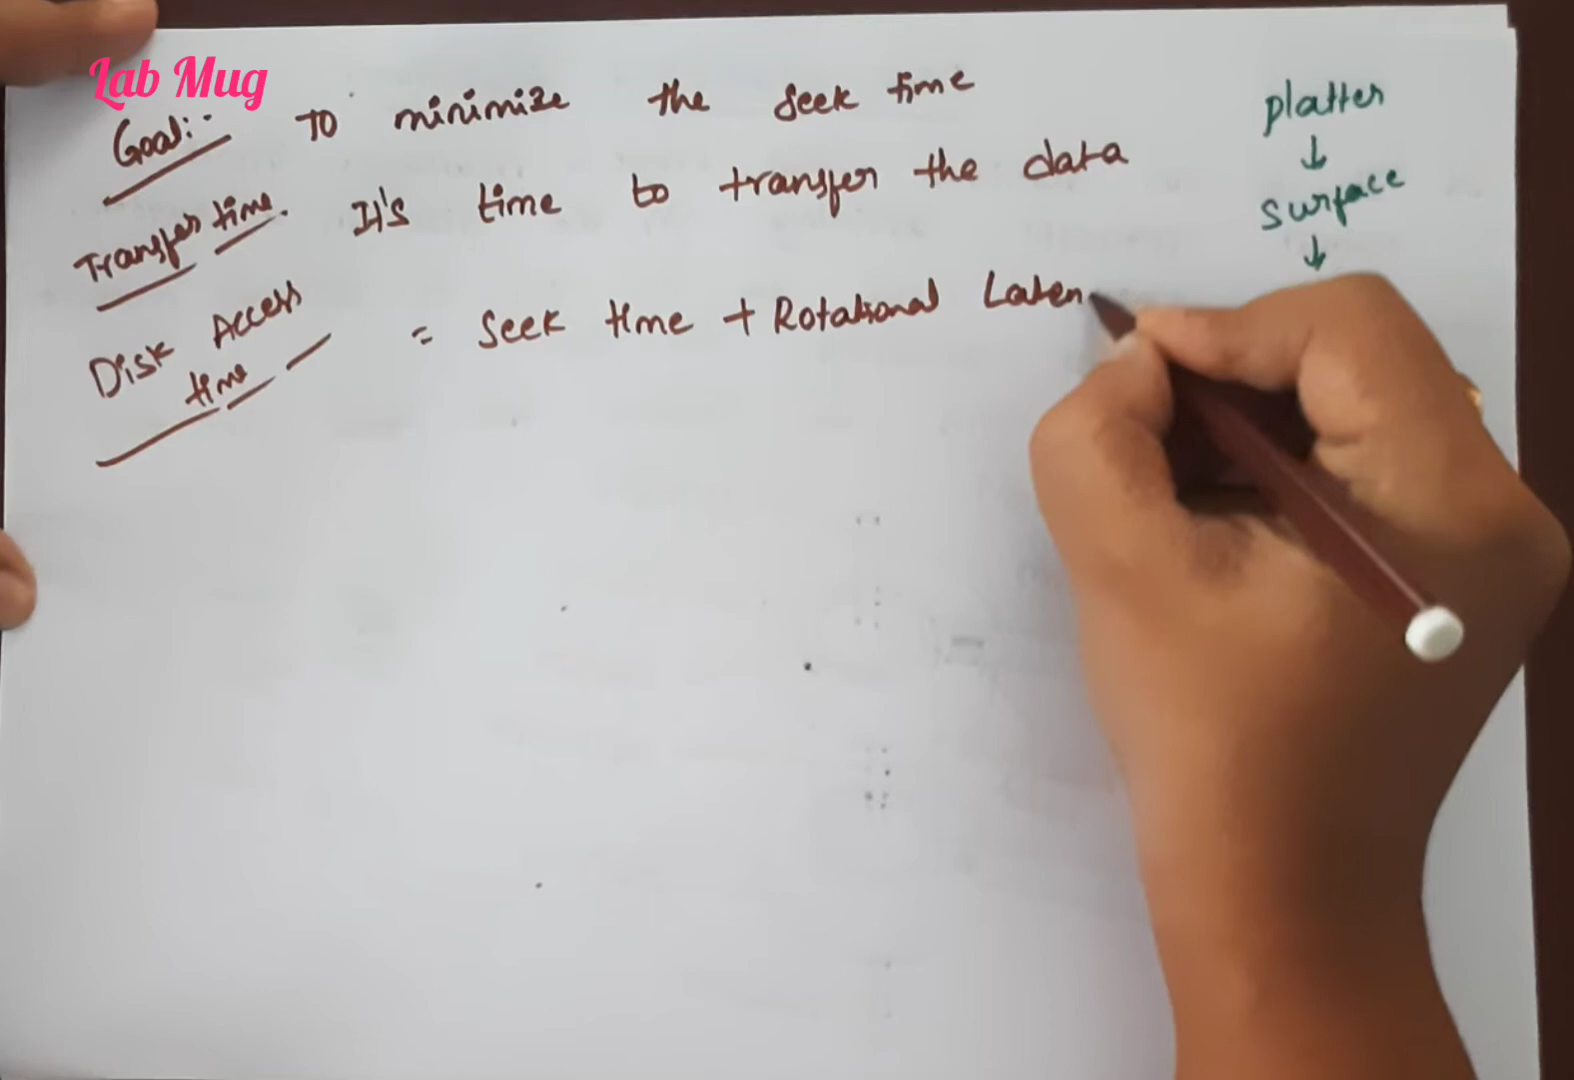 Lab Mug
Goal:- To minimize the seek time
Transfer time. It's time to transfer the data
Disk Access
time
= Seek time + Rotational Laten
platter
↓
surface
↓